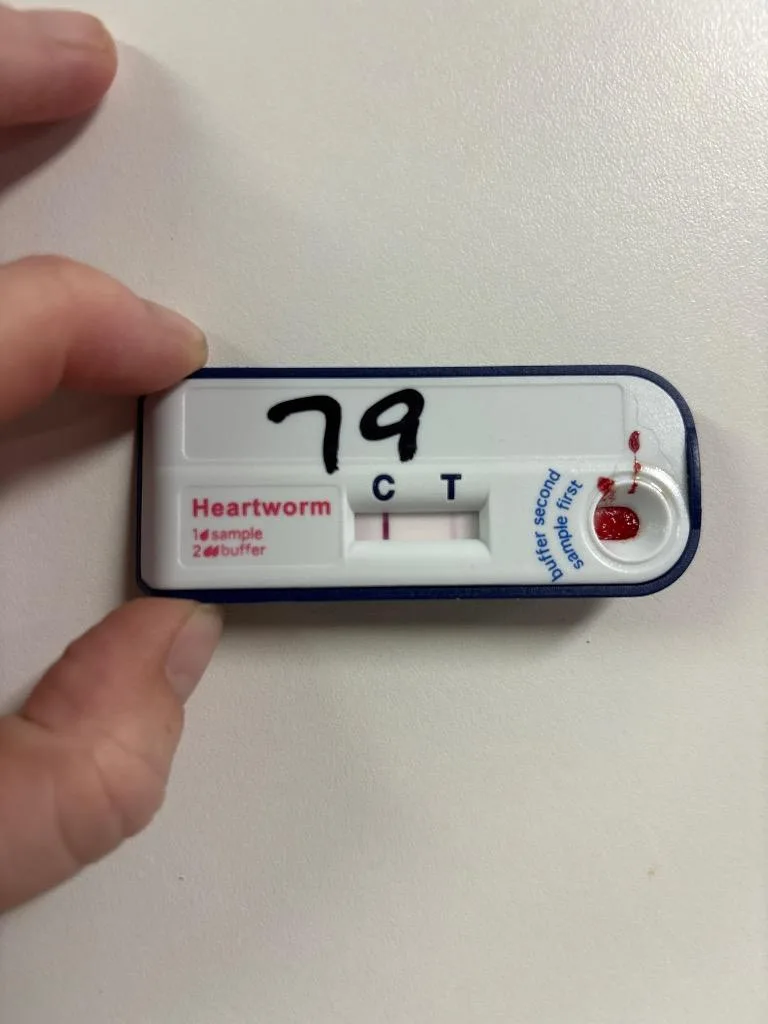 79
C T
Heartworm
1 sample
2 buffer
buffer second
sample first